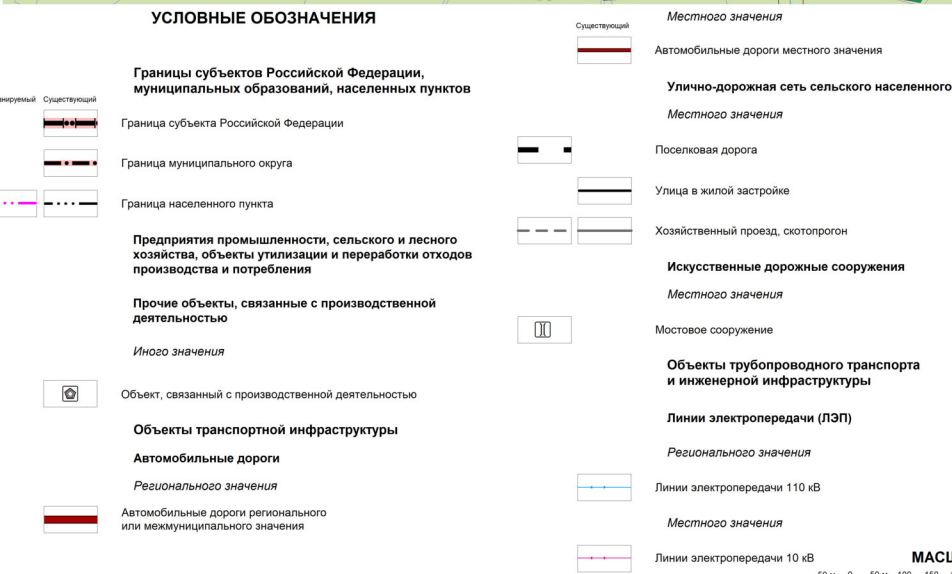 УСЛОВНЫЕ ОБОЗНАЧЕНИЯ
Границы субъектов Российской Федерации,
муниципальных образований, населенных пунктов
Существующий
Граница субъекта Российской Федерации
Граница муниципального округа
Граница населенного пункта
Предприятия промышленности, сельского и лесного
хозяйства, объекты утилизации и переработки отходов
производства и потребления
Прочие объекты, связанные с производственной
деятельностью
Иного значения
Объект, связанный с производственной деятельностью
Объекты транспортной инфраструктуры
Автомобильные дороги
Регионального значения
Автомобильные дороги регионального
или межмуниципального значения
Местного значения
Существующий
Автомобильные дороги местного значения
Улично-дорожная сеть сельского населенного
Местного значения
Поселковая дорога
Улица в жилой застройке
Хозяйственный проезд, скотопрогон
Искусственные дорожные сооружения
Местного значения
Мостовое сооружение
Объекты трубопроводного транспорта
и инженерной инфраструктуры
Линии электропередачи (ЛЭП)
Регионального значения
Линии электропередачи 110 кВ
Местного значения
Линии электропередачи 10 кВ